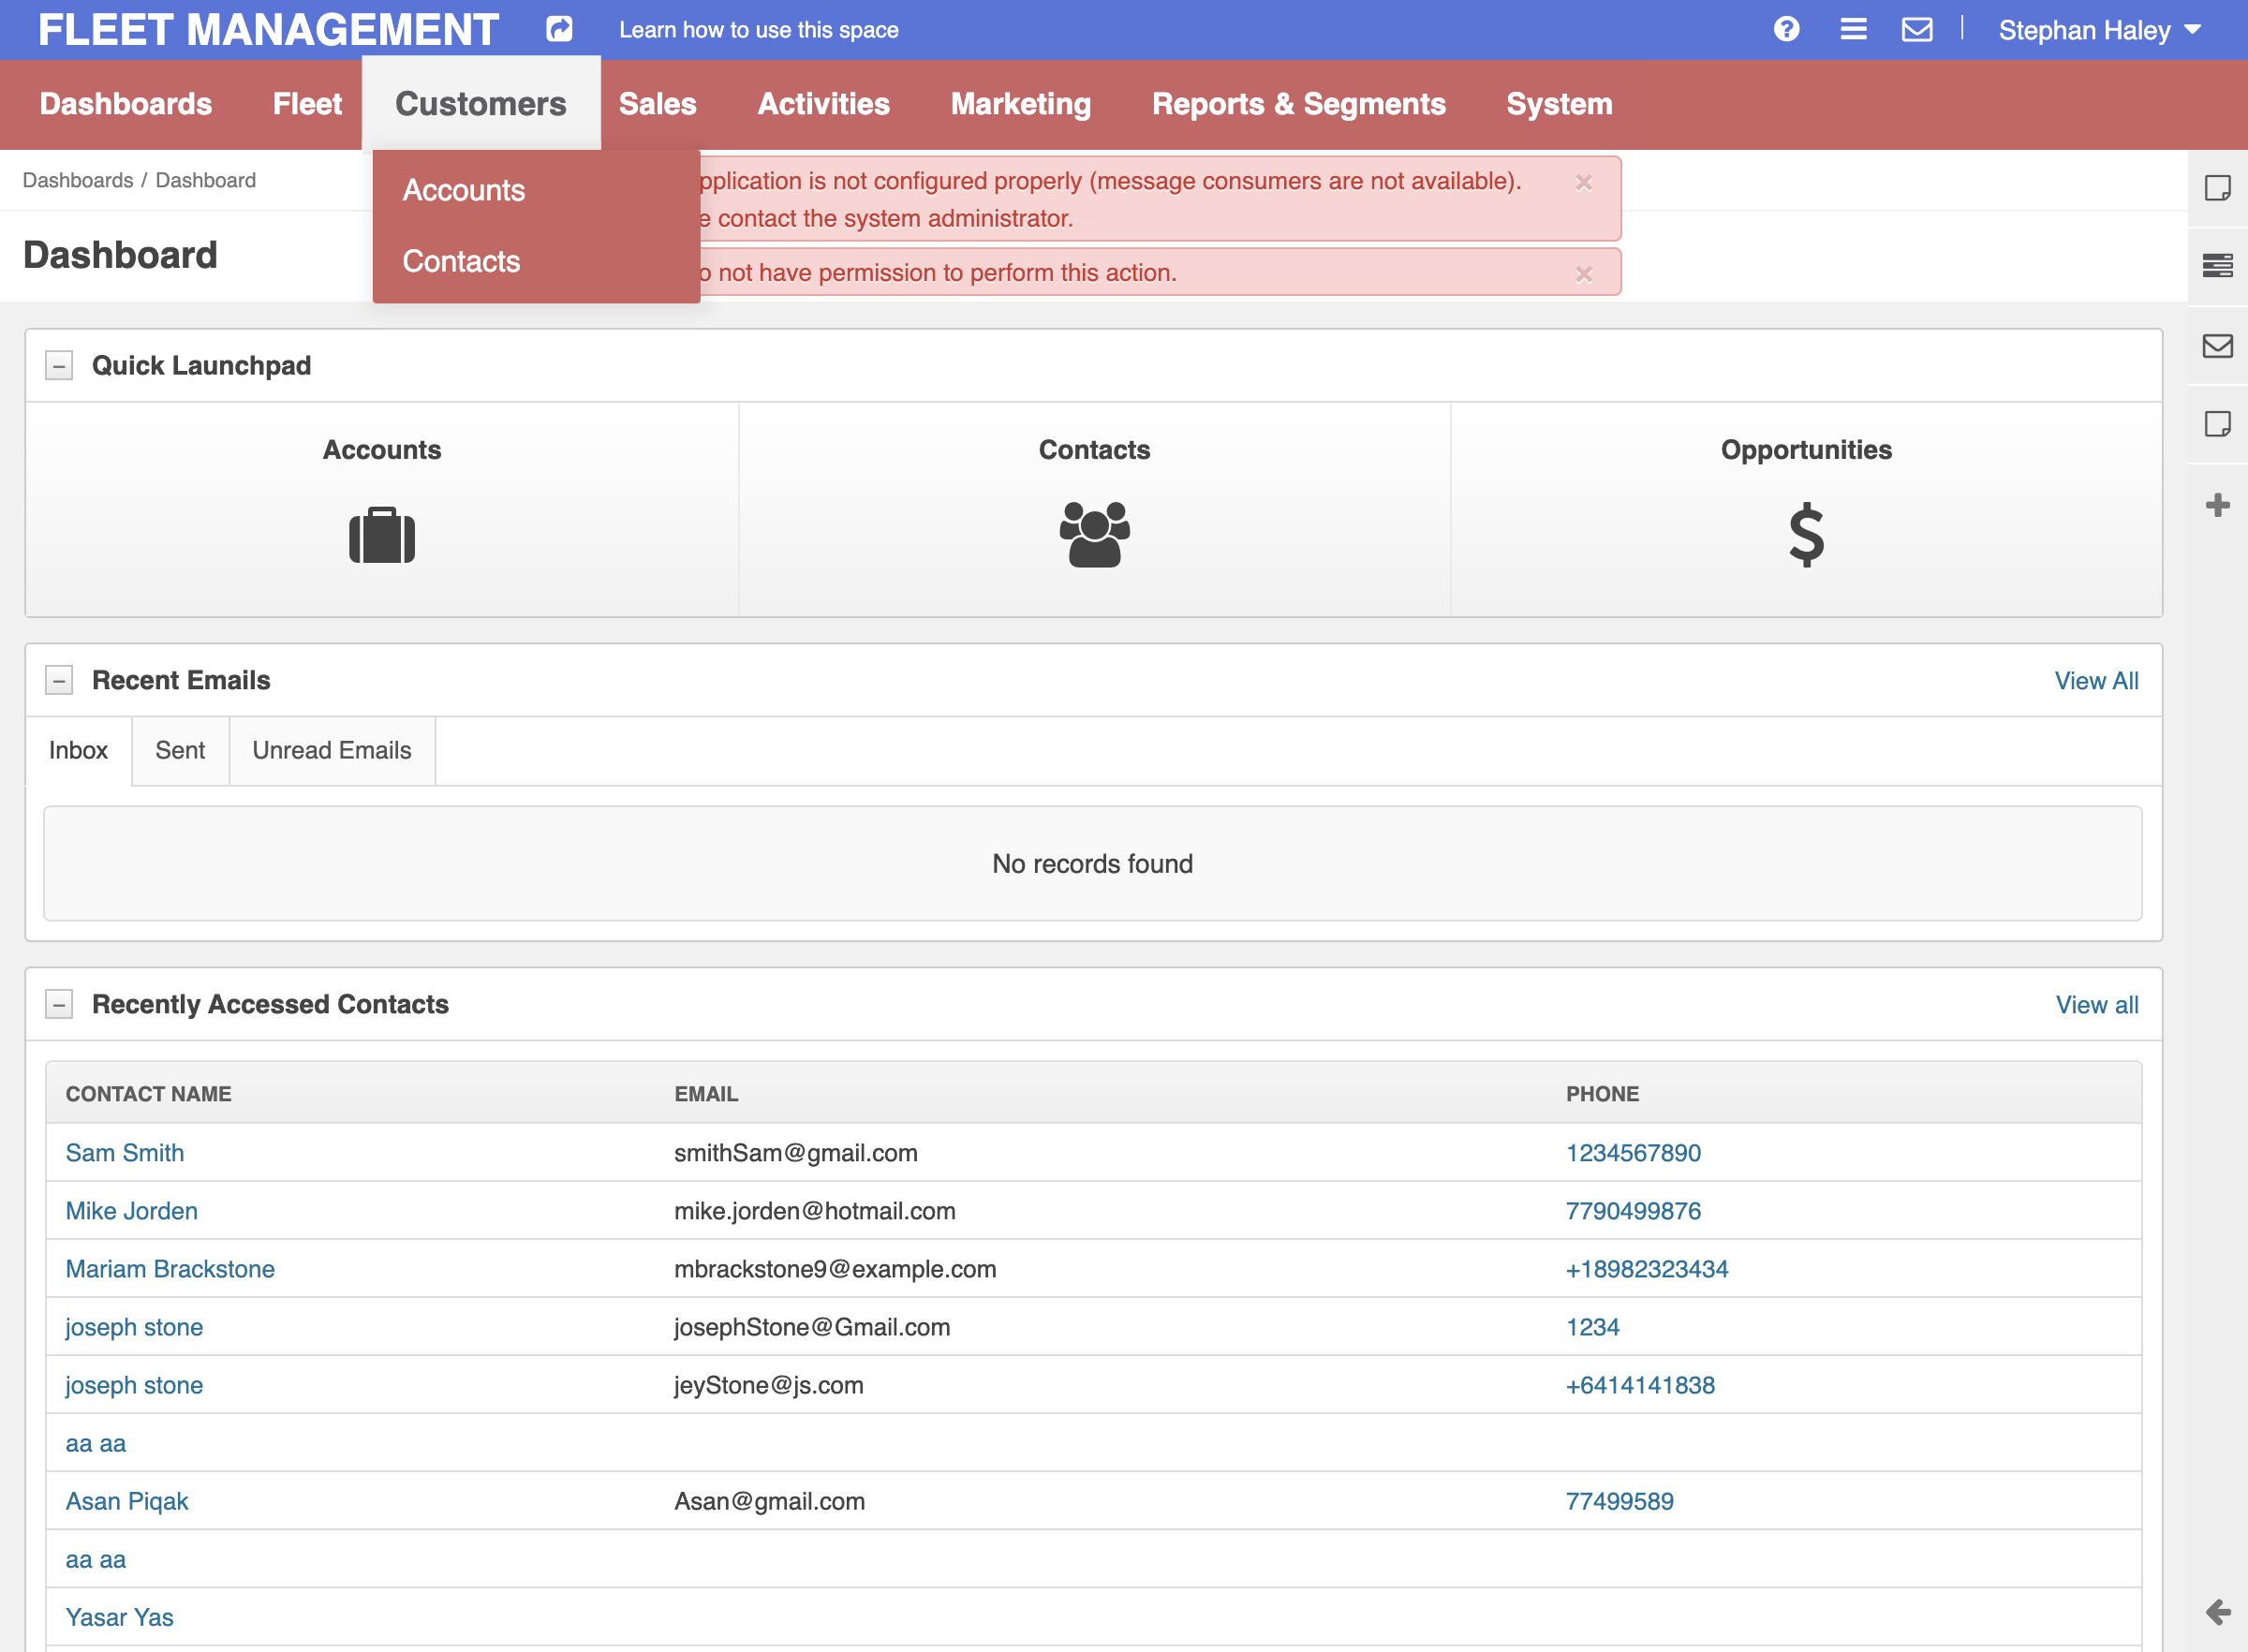 FLEET MANAGEMENT Learn how to use this space Stephan Haley
Dashboards Fleet Customers Sales Activities Marketing Reports & Segments System
Dashboards / Dashboard
Accounts
Contacts
is not configured properly (message consumers are not available).
contact the system administrator.
not have permission to perform this action.
Dashboard
Quick Launchpad
Accounts Contacts Opportunities
Recent Emails View All
Inbox Sent Unread Emails
No records found
Recently Accessed Contacts View all
CONTACT NAME EMAIL PHONE
Sam Smith smithSam@gmail.com 1234567890
Mike Jorden mike.jorden@hotmail.com 7790499876
Mariam Brackstone mbrackstone9@example.com +18982323434
joseph stone josephStone@Gmail.com 1234
joseph stone jeyStone@js.com +6414141838
aa aa
Asan Piqak Asan@gmail.com 77499589
aa aa
Yasar Yas